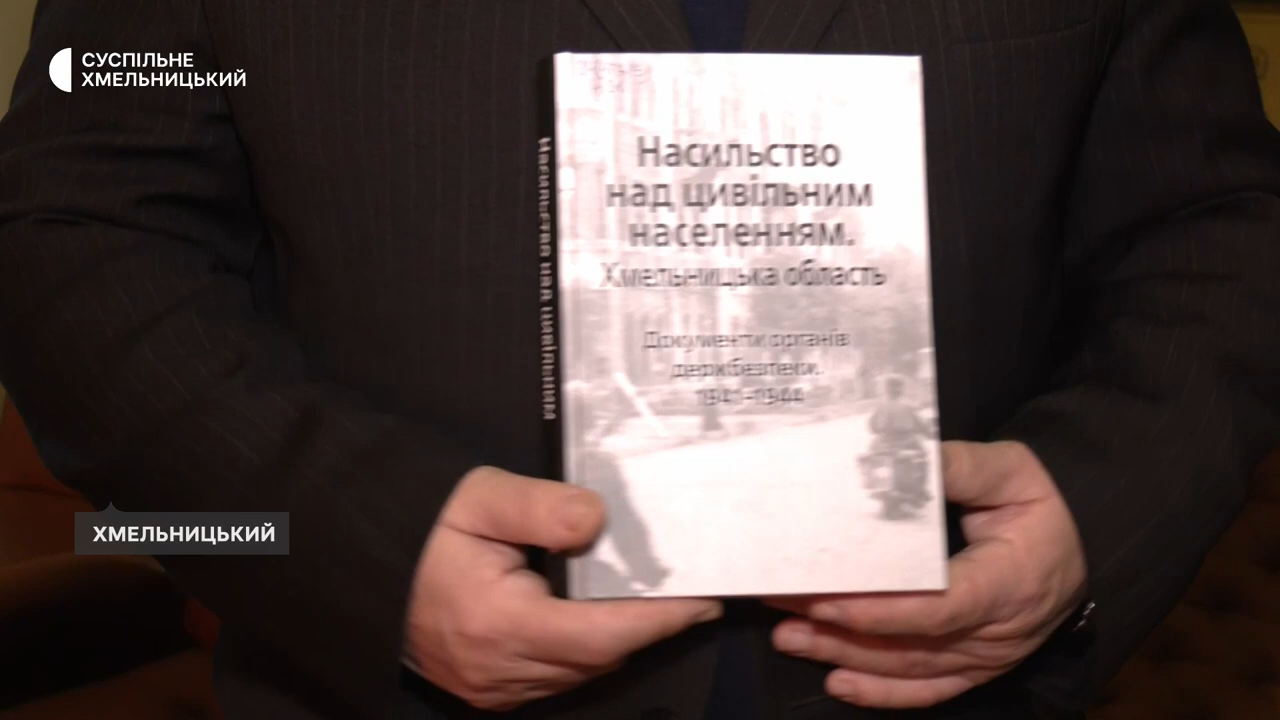 СУСПІЛЬНЕ
ХМЕЛЬНИЦЬКИЙ
Насильство
над цивільним
населенням.
Хмельницька область
Документи органів
держбезпеки.
1941–1944
Насильство над цивільним
ХМЕЛЬНИЦЬКИЙ